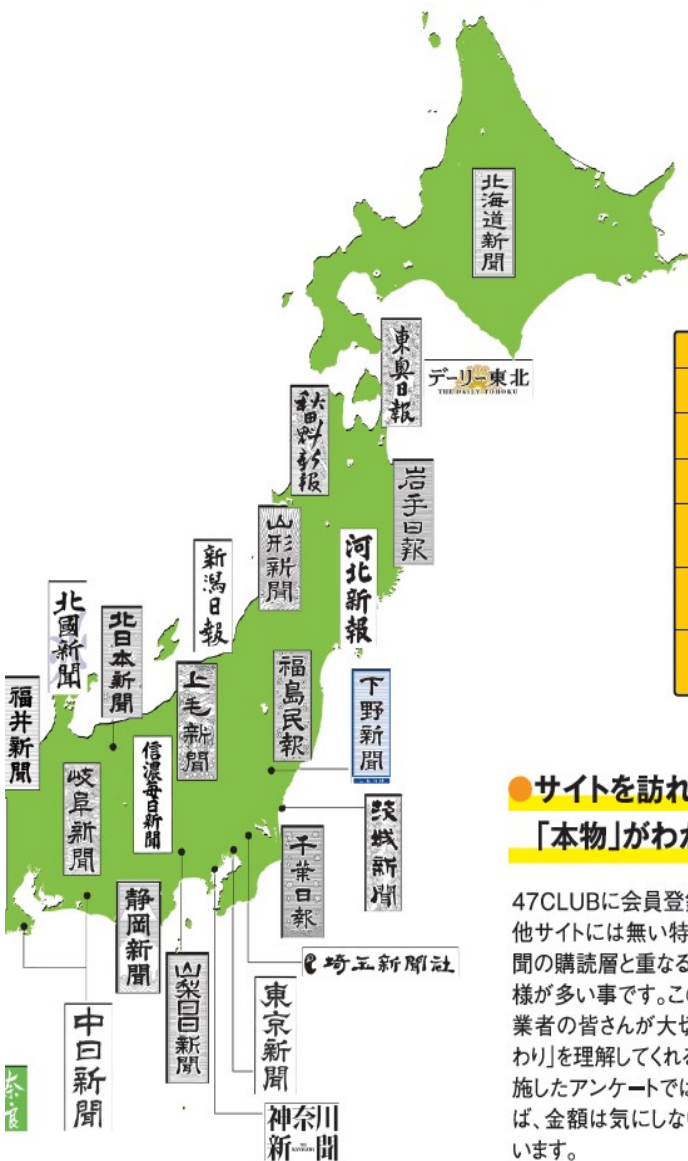 北海道新聞
東奥日報
デーリー東北
THE DAILY TOHOKU
秋田魁新報
岩手日報
山形新聞
河北新報
新潟日報
北國新聞
北日本新聞
上毛新聞
福島民報
下野新聞
福井新聞
信濃毎日新聞
岐阜新聞
茨城新聞
千葉日報
静岡新聞
埼玉新聞社
山梨日日新聞
東京新聞
中日新聞
神奈川
新聞
奈良
●サイトを訪れ
「本物」がわか
47CLUBに会員登録
他サイトには無い特
聞の購読層と重なる
様が多い事です。この
業者の皆さんが大切
わり」を理解してくれる
施したアンケートでは
ば、金額は気にしない
います。